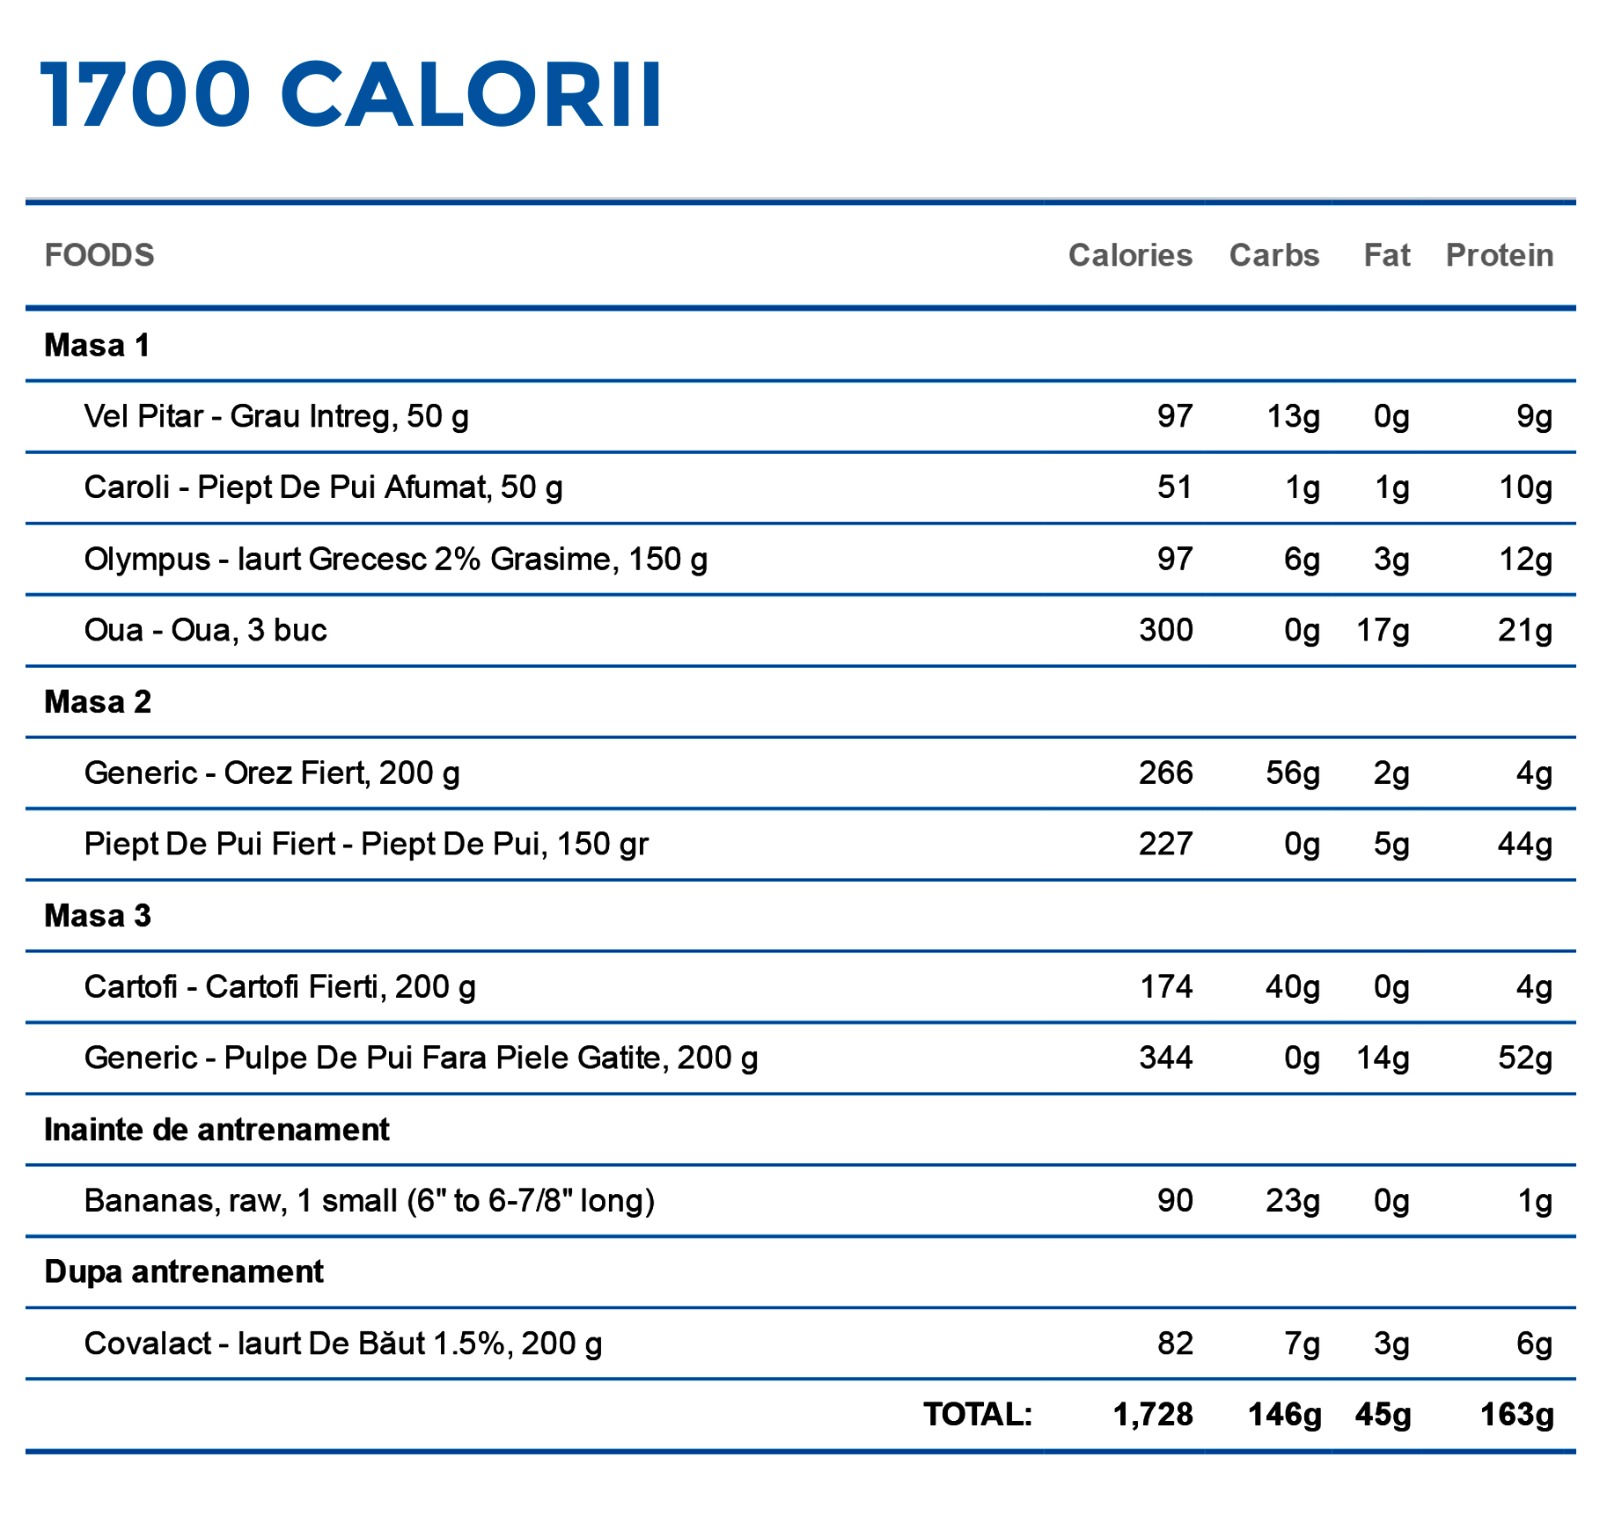 1700 CALORII
FOODS Calories Carbs Fat Protein
Masa 1
Vel Pitar - Grau Intreg, 50 g 97 13g 0g 9g
Caroli - Piept De Pui Afumat, 50 g 51 1g 1g 10g
Olympus - Iaurt Grecesc 2% Grasime, 150 g 97 6g 3g 12g
Oua - Oua, 3 buc 300 0g 17g 21g
Masa 2
Generic - Orez Fiert, 200 g 266 56g 2g 4g
Piept De Pui Fiert - Piept De Pui, 150 gr 227 0g 5g 44g
Masa 3
Cartofi - Cartofi Fierti, 200 g 174 40g 0g 4g
Generic - Pulpe De Pui Fara Piele Gatite, 200 g 344 0g 14g 52g
Inainte de antrenament
Bananas, raw, 1 small (6" to 6-7/8" long) 90 23g 0g 1g
Dupa antrenament
Covalact - Iaurt De Băut 1.5%, 200 g 82 7g 3g 6g
TOTAL: 1,728 146g 45g 163g